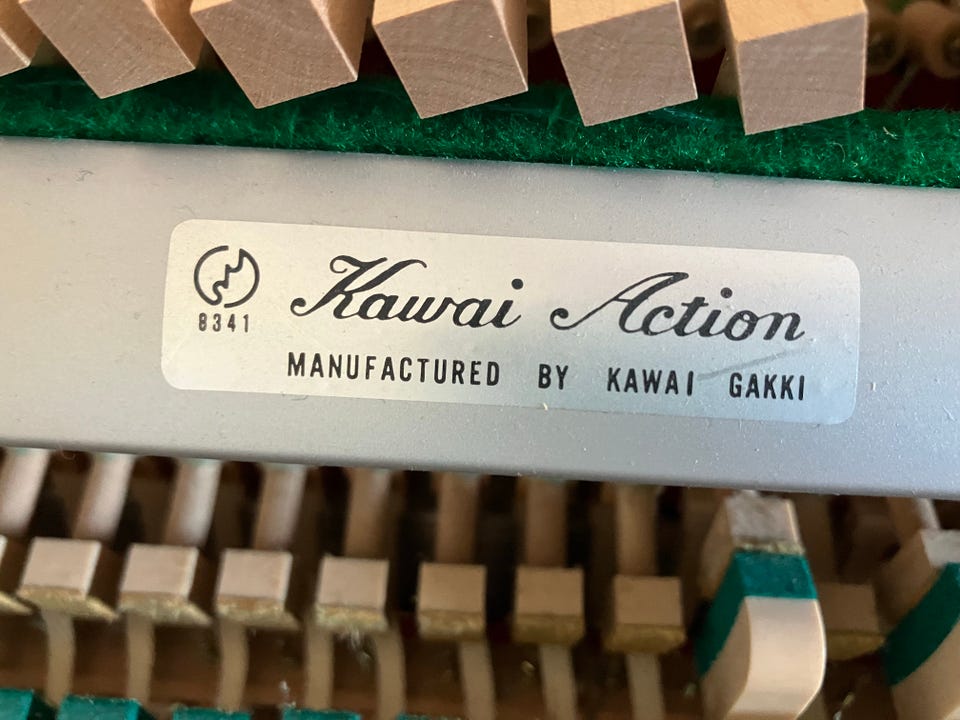 Kawai Action
8341
MANUFACTURED BY KAWAI GAKKI